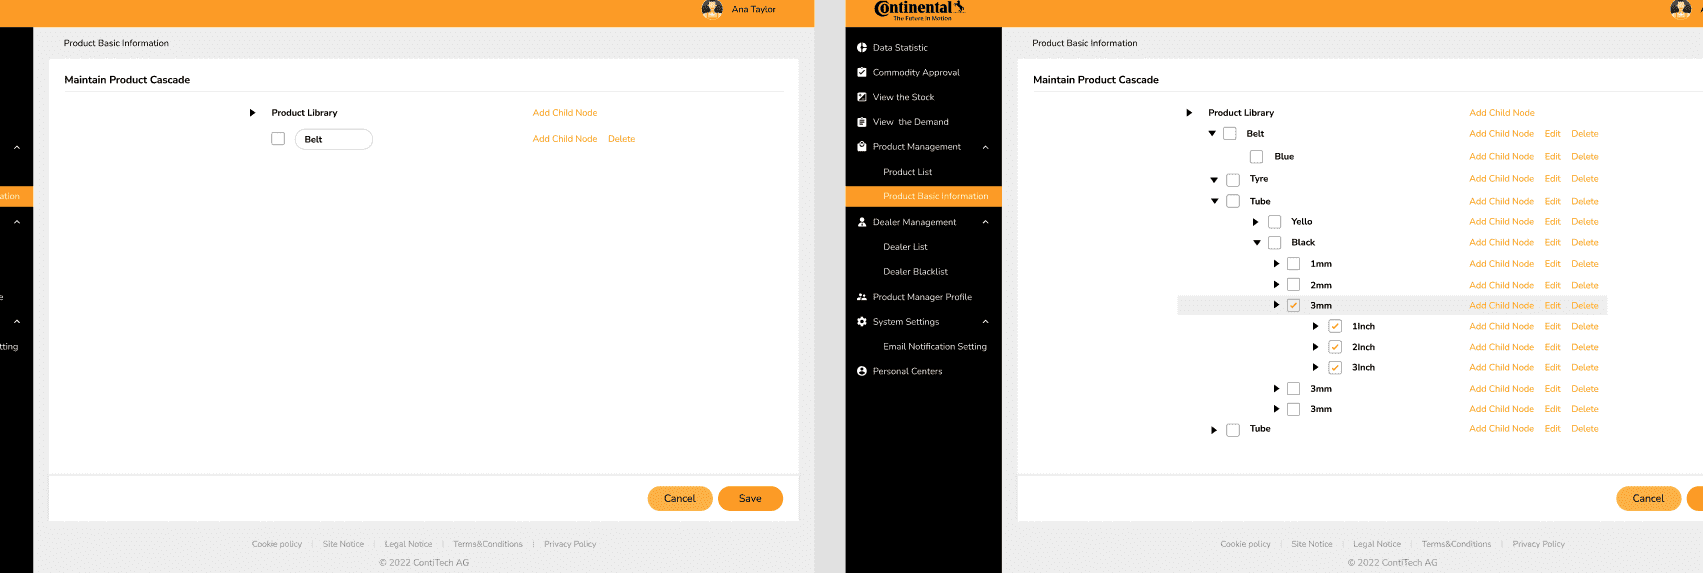 Ana Taylor
Product Basic Information
Maintain Product Cascade
Product Library Add Child Node
Belt Add Child Node Delete
ation
e
tting
Cancel Save
Cookie policy | Site Notice | Legal Notice | Terms&Conditions | Privacy Policy
© 2022 ContiTech AG
Continental
The Future in Motion
Data Statistic
Commodity Approval
View the Stock
View the Demand
Product Management
Product List
Product Basic Information
Dealer Management
Dealer List
Dealer Blacklist
Product Manager Profile
System Settings
Email Notification Setting
Personal Centers
Product Basic Information
Maintain Product Cascade
Product Library Add Child Node
Belt Add Child Node Edit Delete
Blue Add Child Node Edit Delete
Tyre Add Child Node Edit Delete
Tube Add Child Node Edit Delete
Yello Add Child Node Edit Delete
Black Add Child Node Edit Delete
1mm Add Child Node Edit Delete
2mm Add Child Node Edit Delete
3mm Add Child Node Edit Delete
1Inch Add Child Node Edit Delete
2Inch Add Child Node Edit Delete
3Inch Add Child Node Edit Delete
3mm Add Child Node Edit Delete
3mm Add Child Node Edit Delete
Tube Add Child Node Edit Delete
Cancel
Cookie policy | Site Notice | Legal Notice | Terms&Conditions | Privacy Policy
© 2022 ContiTech AG